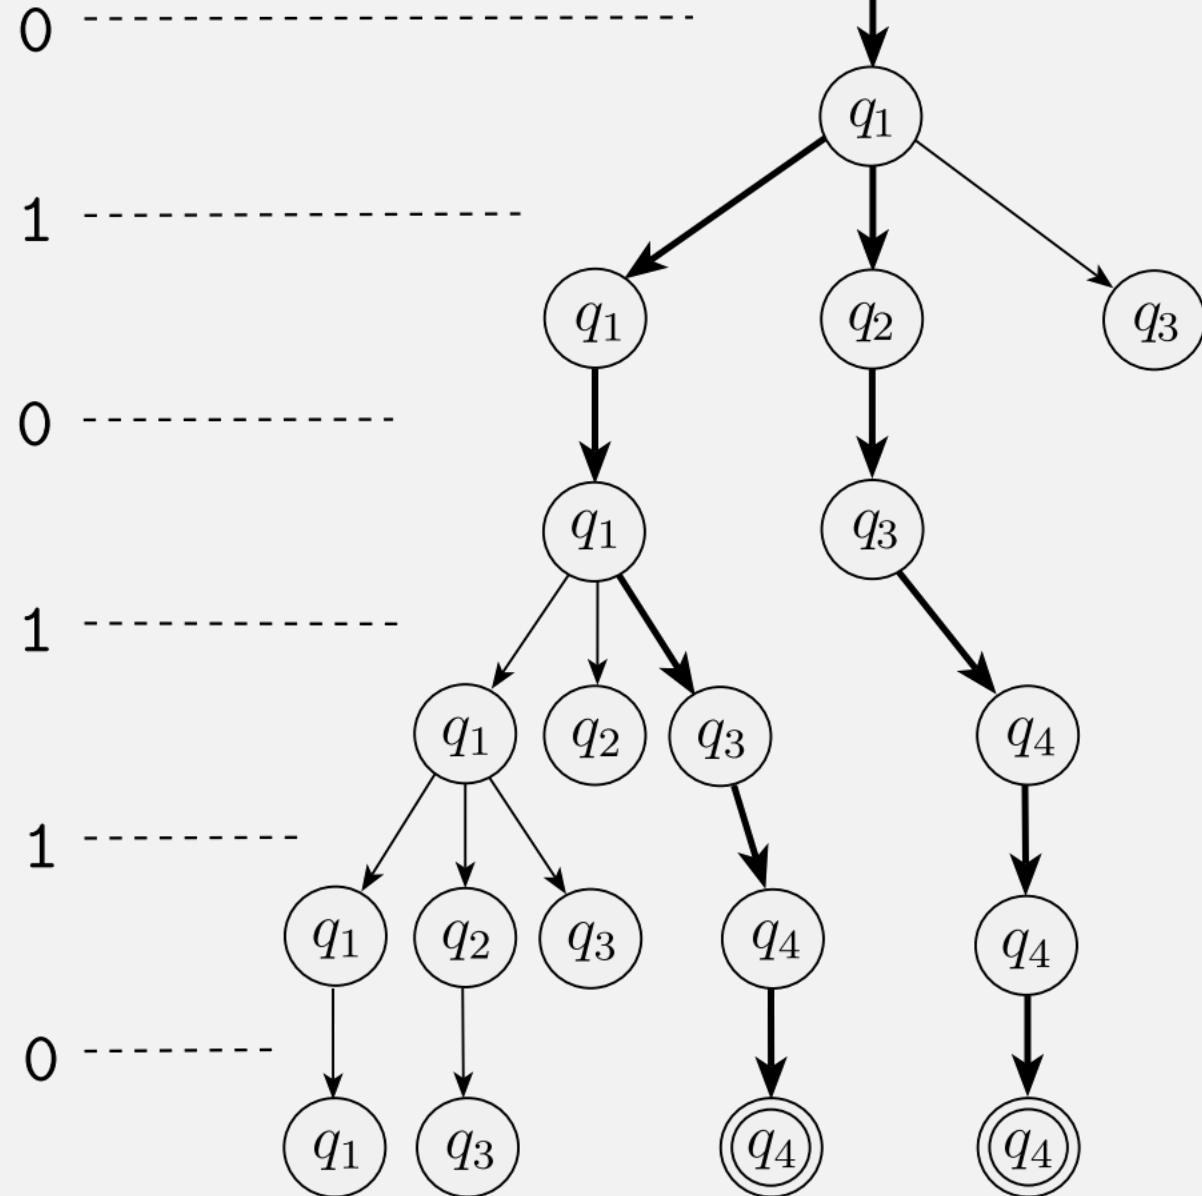 0
q₁
1
q₁ q₂ q₃
0
q₁ q₃
1
q₁ q₂ q₃ q₄
1
q₁ q₂ q₃ q₄ q₄
0
q₁ q₃ q₄ q₄